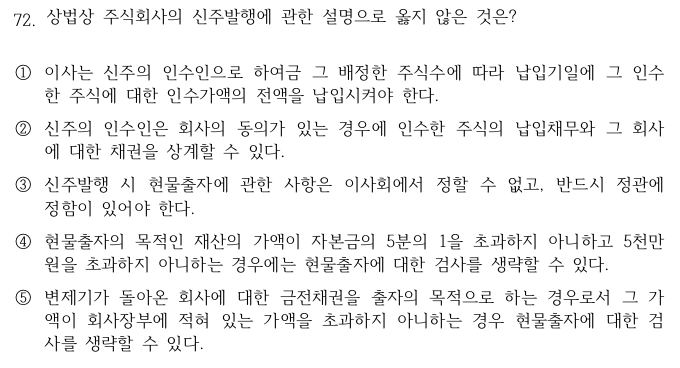 72. 상법상 주식회사의 신주발행에 관한 설명으로 옳지 않은 것은?
① 이사는 신주의 인수인으로 하여금 그 배정한 주식수에 따라 납입기일에 그 인수
한 주식에 대한 인수가액의 전액을 납입시켜야 한다.
② 신주의 인수인은 회사의 동의가 있는 경우에 인수한 주식의 납입채무와 그 회사
에 대한 채권을 상계할 수 있다.
③ 신주발행 시 현물출자에 관한 사항은 이사회에서 정할 수 없고, 반드시 정관에
정함이 있어야 한다.
④ 현물출자의 목적인 재산의 가액이 자본금의 5분의 1을 초과하지 아니하고 5천만
원을 초과하지 아니하는 경우에는 현물출자에 대한 검사를 생략할 수 있다.
⑤ 변제기가 돌아온 회사에 대한 금전채권을 출자의 목적으로 하는 경우로서 그 가
액이 회사장부에 적혀 있는 가액을 초과하지 아니하는 경우 현물출자에 대한 검
사를 생략할 수 있다.